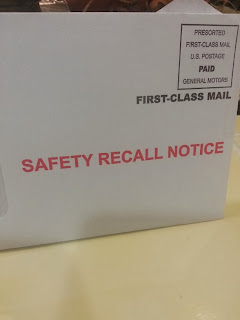 PRESORTED
FIRST-CLASS MAIL
U.S. POSTAGE
PAID
GENERAL MOTORS
FIRST-CLASS MAIL
SAFETY RECALL NOTICE